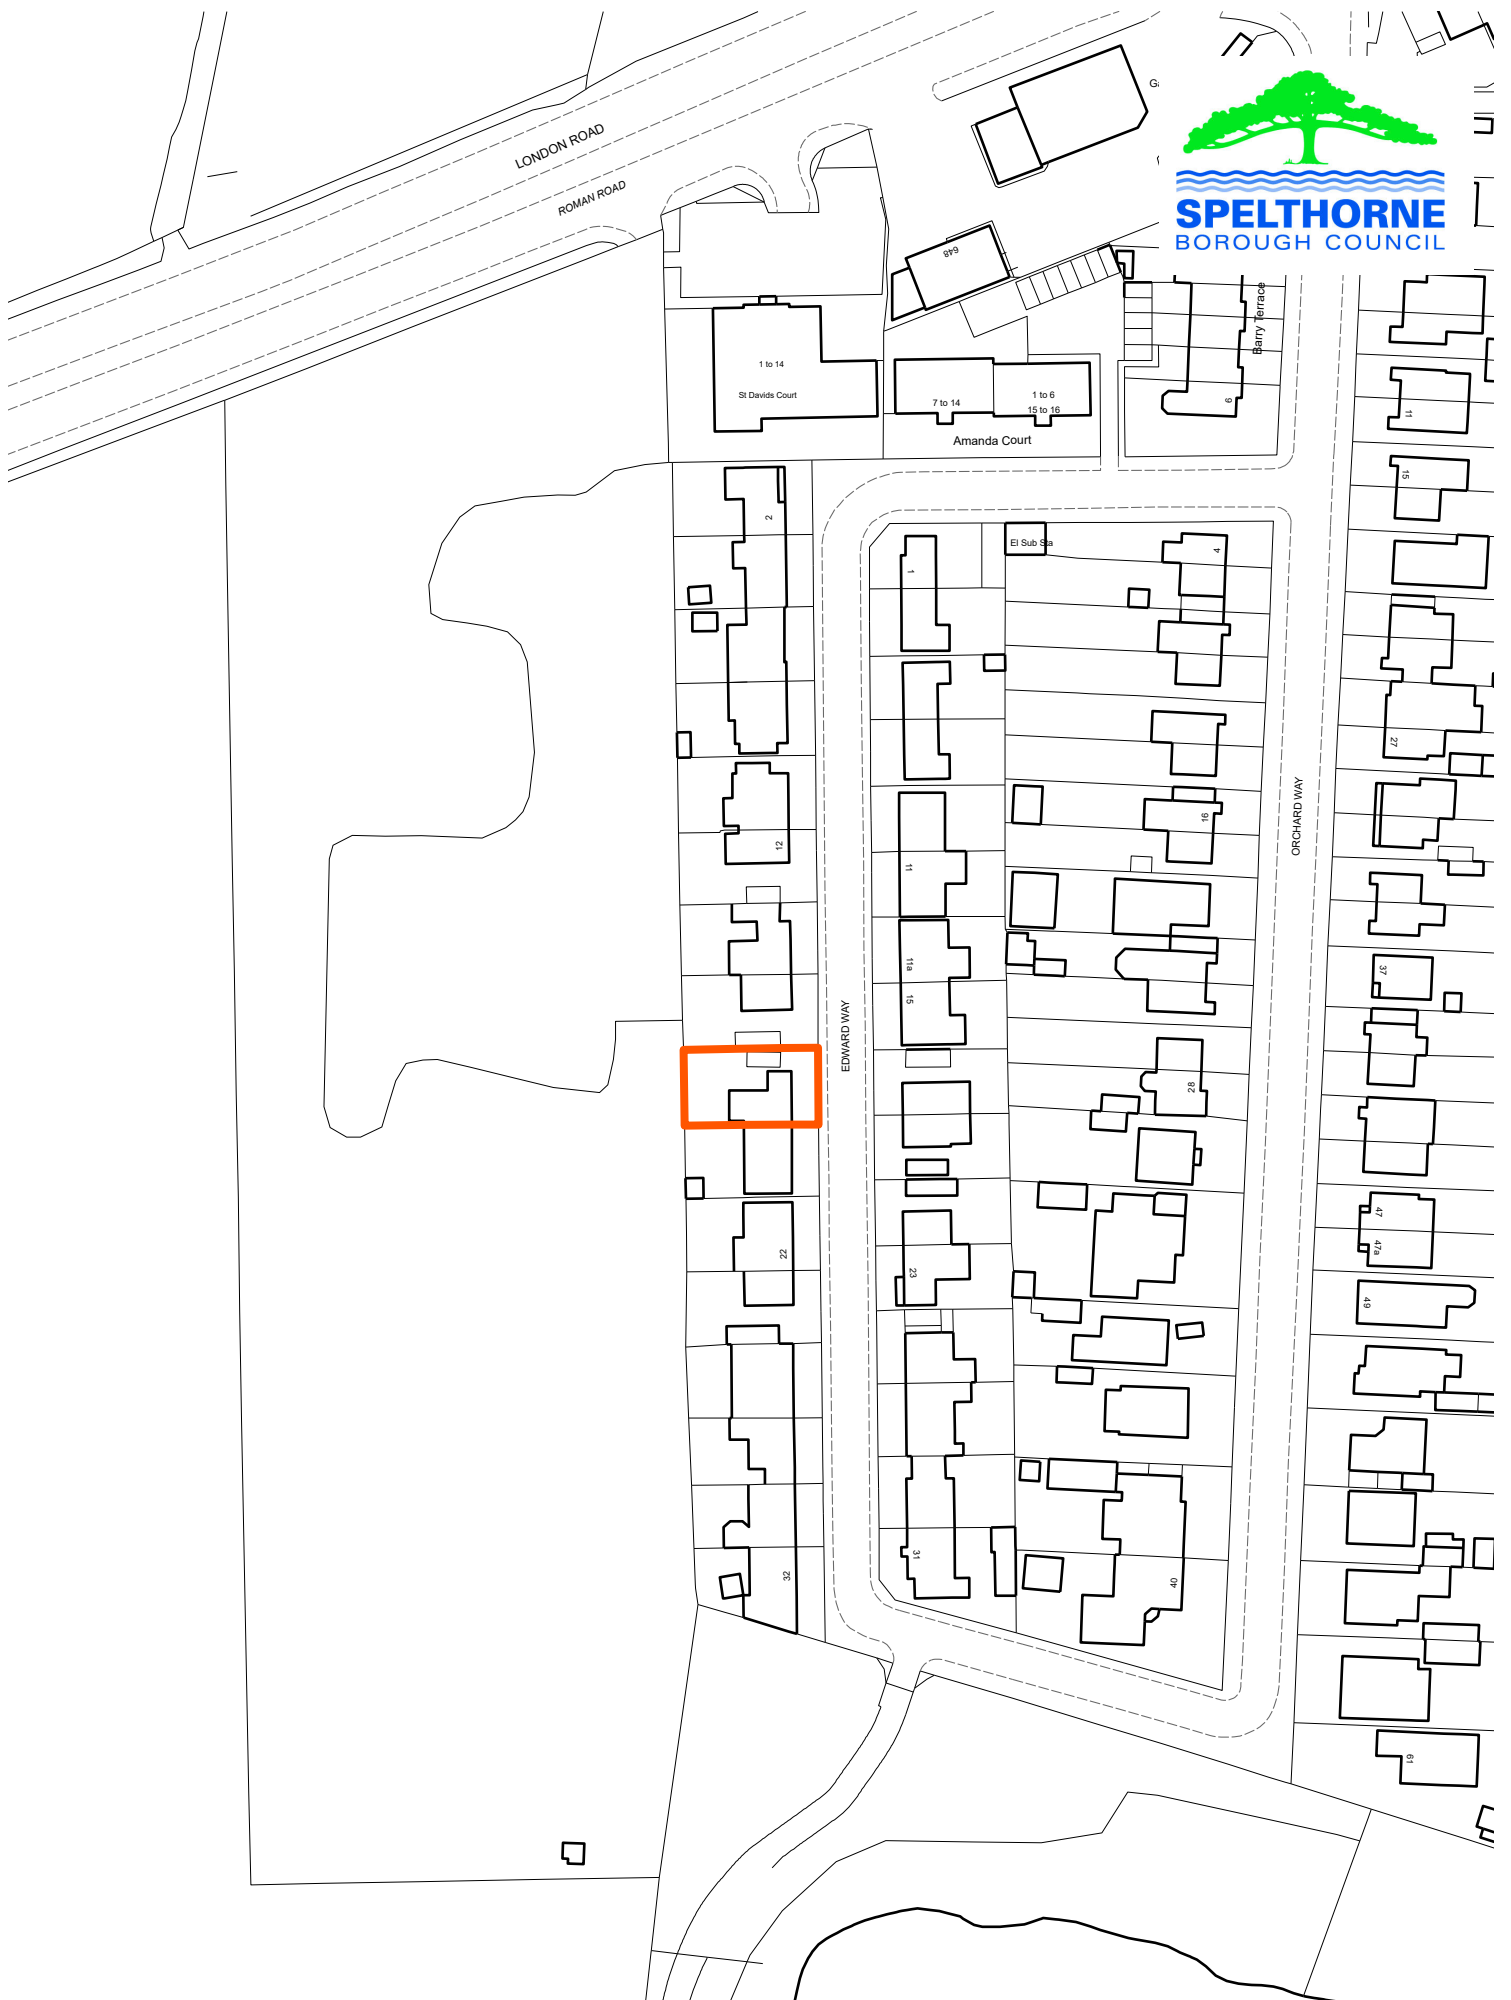 LONDON ROAD
ROMAN ROAD
SPELTHORNE
BOROUGH COUNCIL
648
Barry Terrace
6
1 to 14
St Davids Court
7 to 14
1 to 6
15 to 16
Amanda Court
11
15
2
1
El Sub Sta
4
27
12
11
16
ORCHARD WAY
11a
15
37
EDWARD WAY
28
22
23
47
47a
49
32
31
40
61